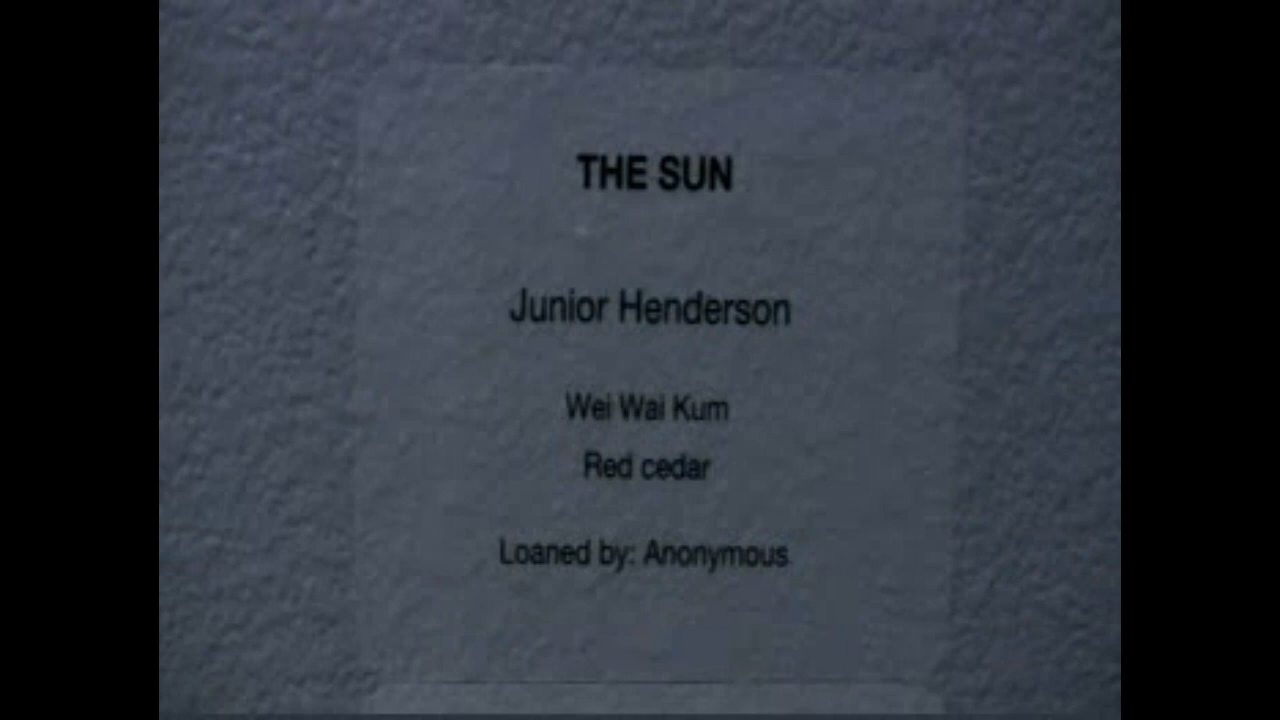 THE SUN
Junior Henderson
Wei Wai Kum
Red cedar
Loaned by: Anonymous